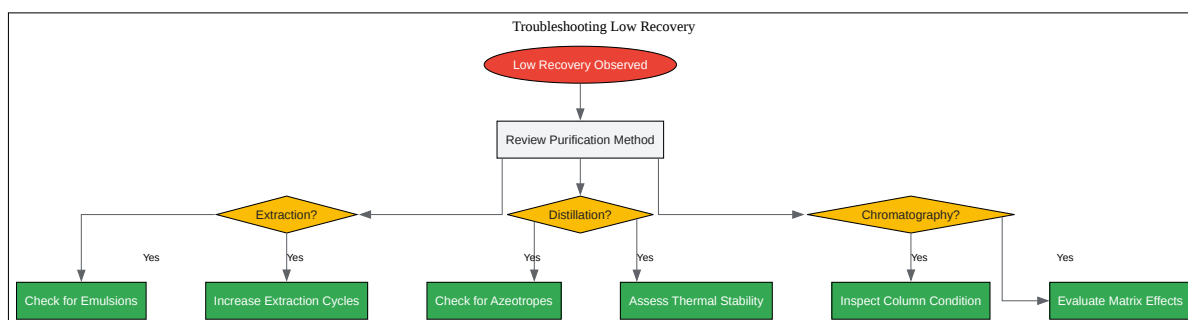 Troubleshooting Low Recovery
Low Recovery Observed
Review Purification Method
Extraction?
Distillation?
Chromatography?
Yes
Yes
Yes
Yes
Yes
Yes
Check for Emulsions
Increase Extraction Cycles
Check for Azeotropes
Assess Thermal Stability
Inspect Column Condition
Evaluate Matrix Effects